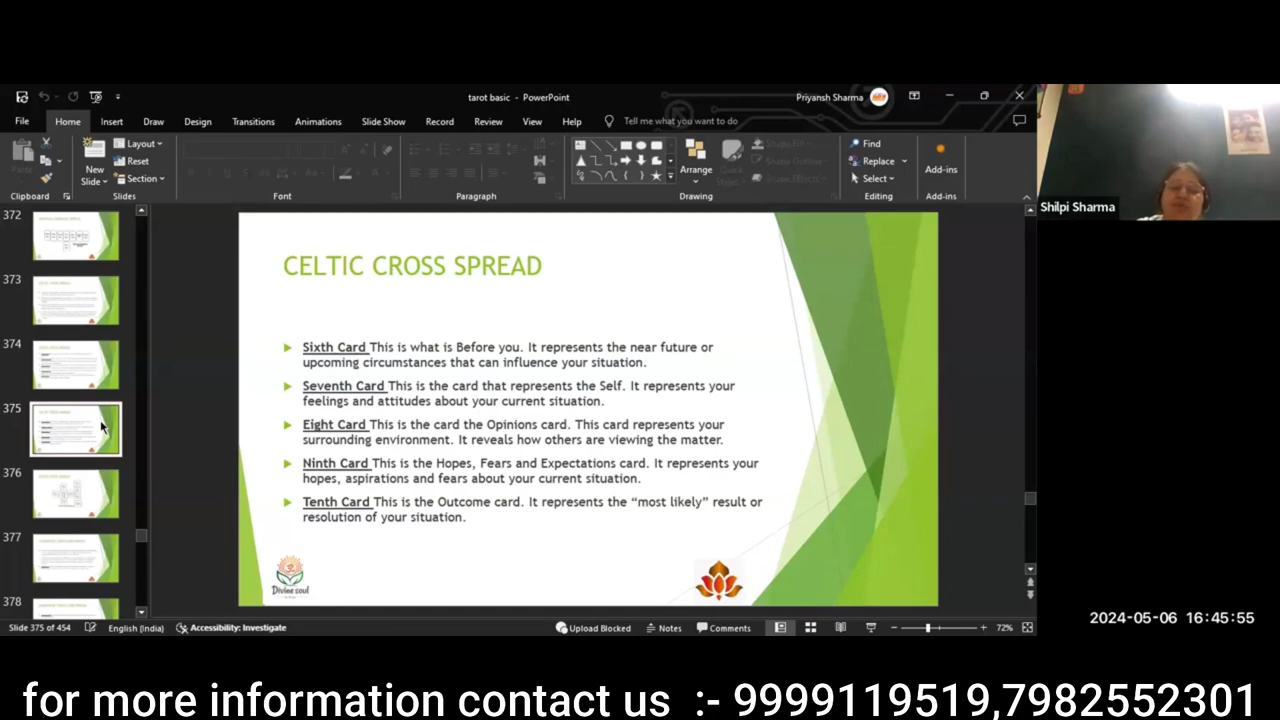 tarot basic - PowerPoint
Priyansh Sharma
File Home Insert Draw Design Transitions Animations Slide Show Record Review View Help Tell me what you want to do
Paste
New Slide
Layout
Reset
Section
Arrange
Quick Styles
Shape Fill
Shape Outline
Shape Effects
Find
Replace
Select
Add-ins
Clipboard Slides Font Paragraph Drawing Editing Add-ins
Shilpi Sharma
372
373
374
375
376
377
378
CELTIC CROSS SPREAD
Sixth Card This is what is Before you. It represents the near future or
upcoming circumstances that can influence your situation.
Seventh Card This is the card that represents the Self. It represents your
feelings and attitudes about your current situation.
Eight Card This is the card the Opinions card. This card represents your
surrounding environment. It reveals how others are viewing the matter.
Ninth Card This is the Hopes, Fears and Expectations card. It represents your
hopes, aspirations and fears about your current situation.
Tenth Card This is the Outcome card. It represents the “most likely” result or
resolution of your situation.
Divine soul
Slide 375 of 454 English (India) Accessibility: Investigate Upload Blocked Notes Comments 72%
2024-05-06 16:45:55
for more information contact us :- 9999119519,7982552301